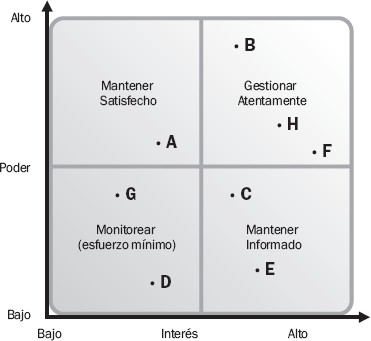 Alto
B
Mantener
Satisfecho
Gestionar
Atentamente
H
A
F
Poder
G
C
Monitorear
(esfuerzo mínimo)
Mantener
Informado
E
D
Bajo
Bajo
Interés
Alto